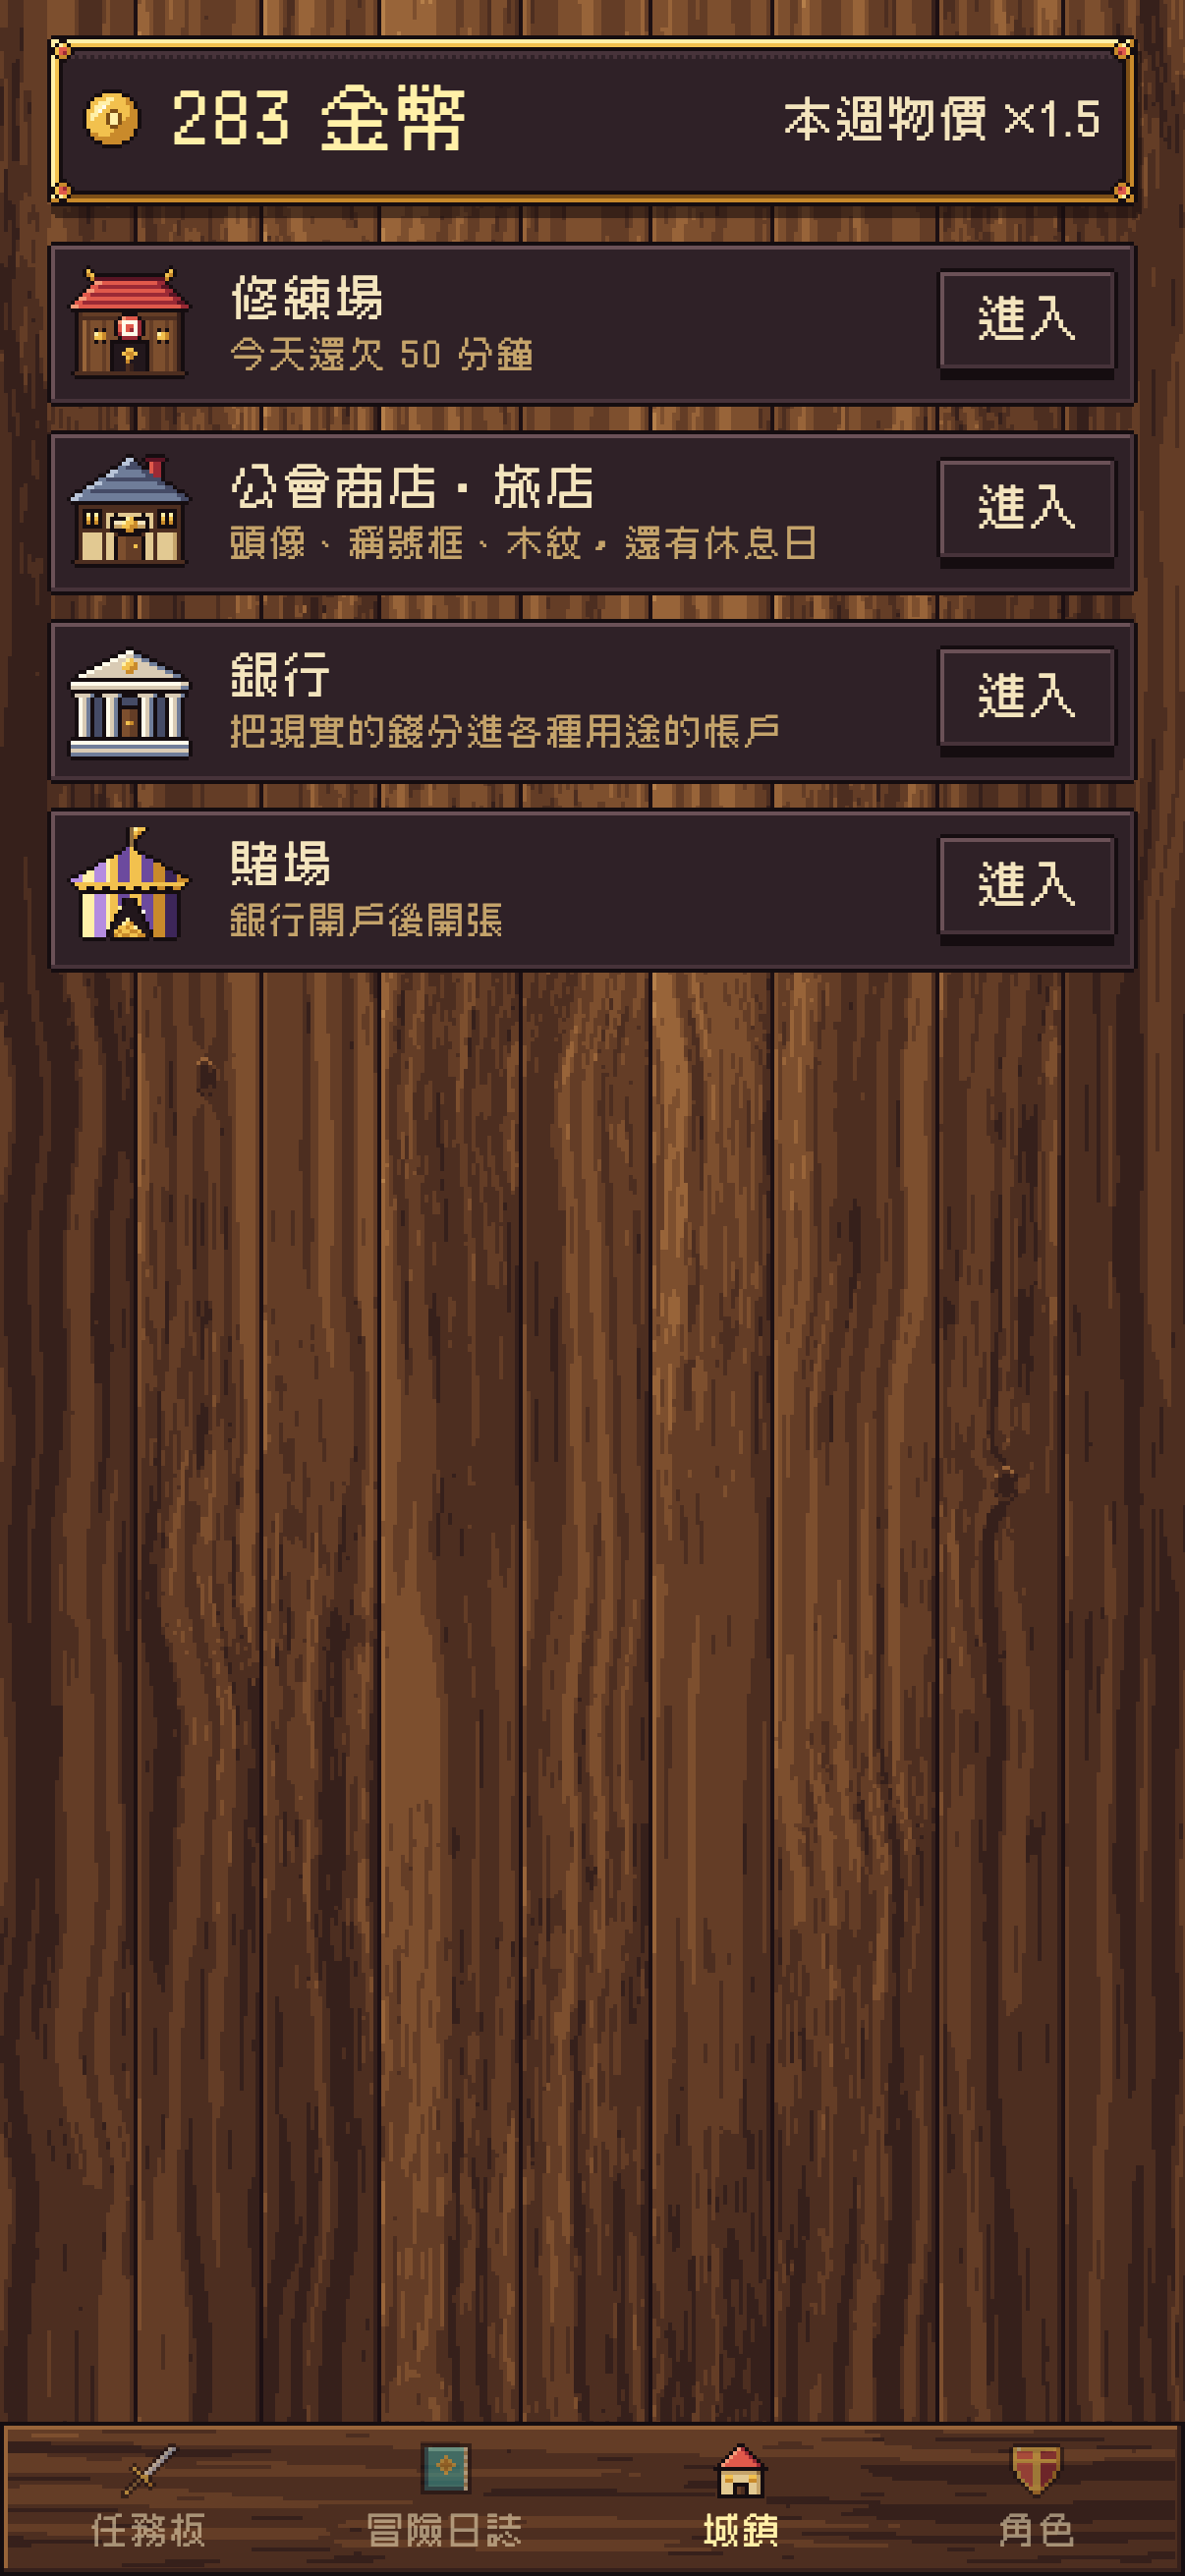 283 金幣
本週物價 ×1.5
修練場
今天還欠 50 分鐘
進入
公會商店・旅店
頭像、稱號框、木紋，還有休息日
進入
銀行
把現實的錢分進各種用途的帳戶
進入
賭場
銀行開戶後開張
進入
任務板
冒險日誌
城鎮
角色